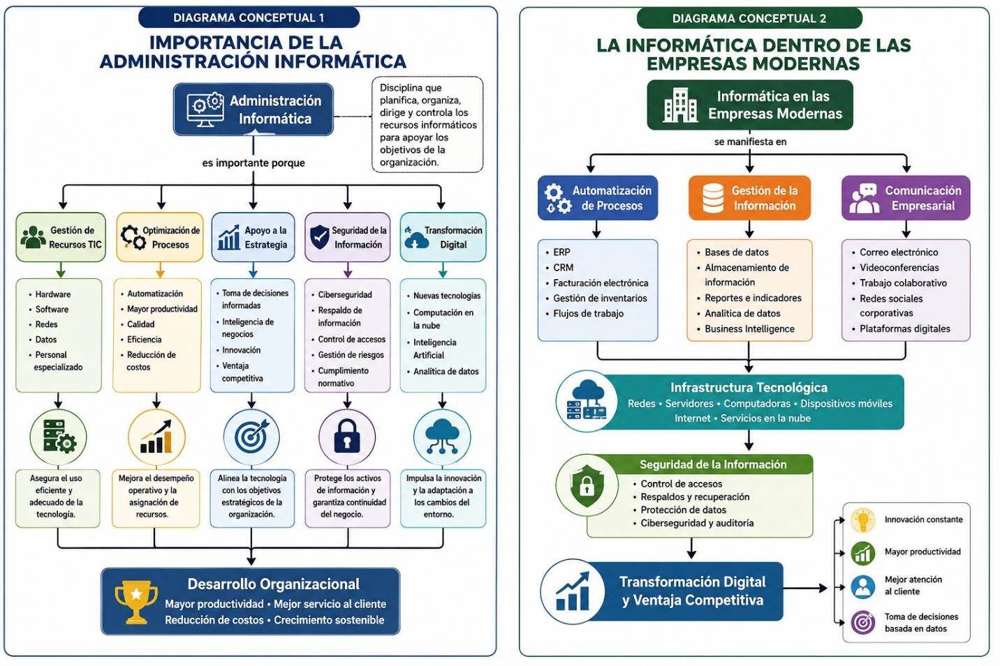 DIAGRAMA CONCEPTUAL 1
IMPORTANCIA DE LA
ADMINISTRACIÓN INFORMÁTICA
Administración
Informática
Disciplina que
planifica, organiza,
dirige y controla los
recursos informáticos
para apoyar los
objetivos de la
organización.
es importante porque
Gestión de
Recursos TIC
• Hardware
• Software
• Redes
• Datos
• Personal
especializado
Asegura el uso
eficiente y
adecuado de la
tecnología.
Optimización de
Procesos
• Automatización
• Mayor productividad
• Calidad
• Eficiencia
• Reducción de
costos
Mejora el desempeño
operativo y la
asignación de
recursos.
Apoyo a la
Estrategia
• Toma de decisiones
informadas
• Inteligencia de
negocios
• Innovación
• Ventaja
competitiva
Alinea la tecnología
con los objetivos
estratégicos de la
organización.
Seguridad de la
Información
• Ciberseguridad
• Respaldo de
información
• Control de accesos
• Gestión de riesgos
• Cumplimiento
normativo
Protege los activos
de información y
garantiza continuidad
del negocio.
Transformación
Digital
• Nuevas tecnologías
• Computación en
la nube
• Inteligencia
Artificial
• Analítica de datos
Impulsa la innovación
y la adaptación a
los cambios del
entorno.
Desarrollo Organizacional
Mayor productividad • Mejor servicio al cliente
Reducción de costos • Crecimiento sostenible
DIAGRAMA CONCEPTUAL 2
LA INFORMÁTICA DENTRO DE LAS
EMPRESAS MODERNAS
Informática en las
Empresas Modernas
se manifiesta en
Automatización
de Procesos
• ERP
• CRM
• Facturación electrónica
• Gestión de inventarios
• Flujos de trabajo
Gestión de la
Información
• Bases de datos
• Almacenamiento de
información
• Reportes e indicadores
• Analítica de datos
• Business Intelligence
Comunicación
Empresarial
• Correo electrónico
• Videoconferencias
• Trabajo colaborativo
• Redes sociales
corporativas
• Plataformas digitales
Infrastructura Tecnológica
Redes • Servidores • Computadoras • Dispositivos móviles
Internet • Servicios en la nube
Seguridad de la Información
• Control de accesos
• Respaldos y recuperación
• Protección de datos
• Ciberseguridad y auditoría
Transformación Digital
y Ventaja Competitiva
Innovación constante
Mayor productividad
Mejor atención
al cliente
Toma de decisiones
basada en datos